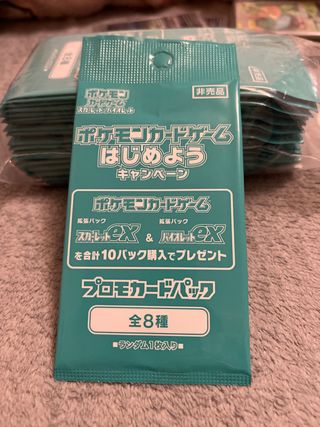 ポケモン
カードゲーム
スカーレット&バイオレット
非売品
ポケモンカードゲーム
はじめよう
キャンペーン
ポケモンカードゲーム
拡張パック 拡張パック
スカーレットex & バイオレットex
を合計10パック購入でプレゼント
プロモカードパック
全8種
■ランダム1枚入り■